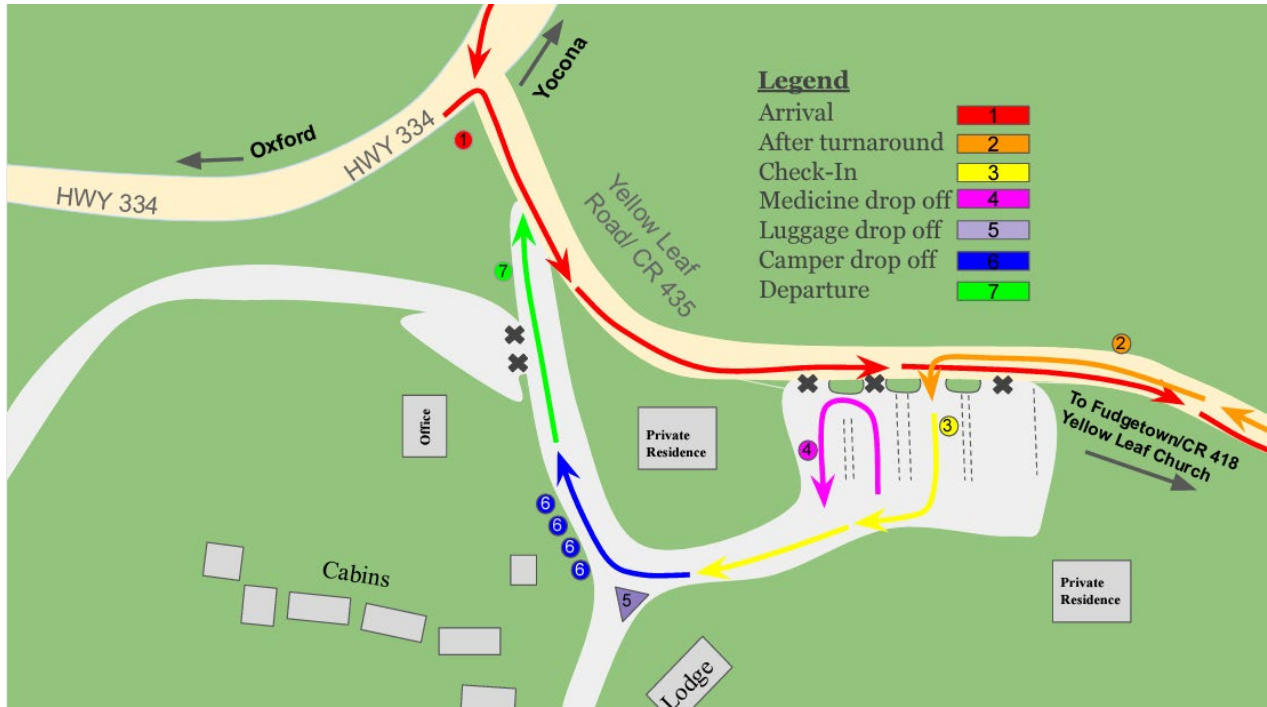 Yocona
Oxford
HWY 334
HWY 334
1
Yellow Leaf
Road/ CR 435
Legend
Arrival 1
After turnaround 2
Check-In 3
Medicine drop off 4
Luggage drop off 5
Camper drop off 6
Departure 7
7
2
To Fudgetown/CR 418
Yellow Leaf Church
Office
Private
Residence
4
3
6
6
6
6
5
Cabins
Private
Residence
Lodge